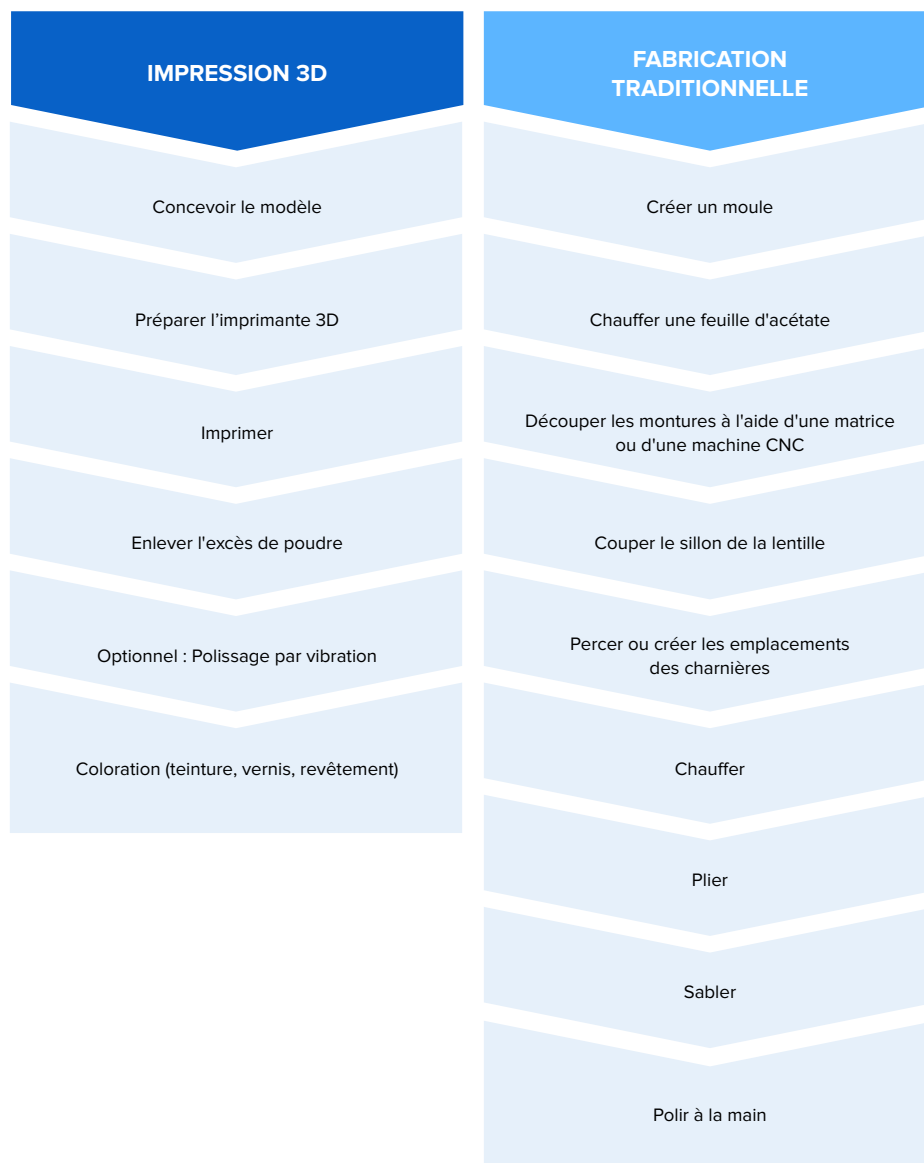 IMPRESSION 3D
Concevoir le modèle
Préparer l’imprimante 3D
Imprimer
Enlever l'excès de poudre
Optionnel : Polissage par vibration
Coloration (teinture, vernis, revêtement)
FABRICATION
TRADITIONNELLE
Créer un moule
Chauffer une feuille d'acétate
Découper les montures à l'aide d'une matrice
ou d'une machine CNC
Couper le sillon de la lentille
Percer ou créer les emplacements
des charnières
Chauffer
Plier
Sabler
Polir à la main